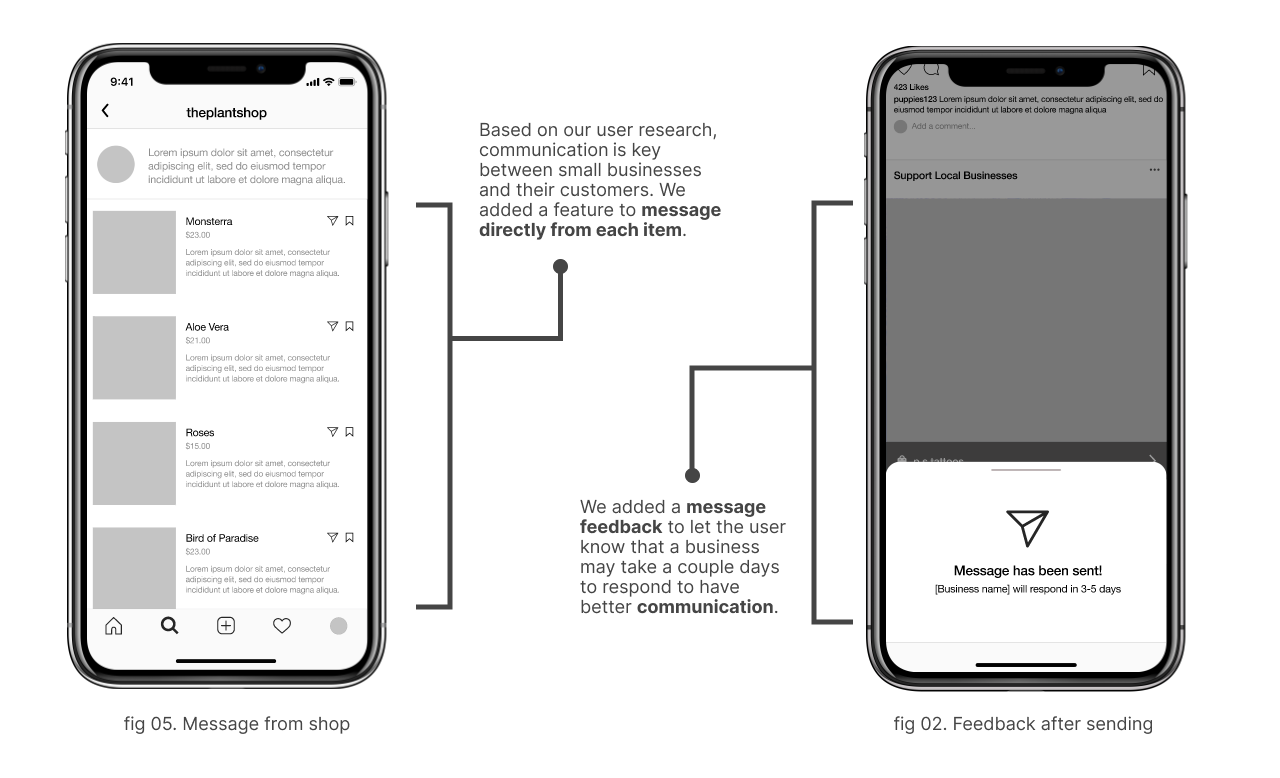 9:41
theplantshop
Lorem ipsum dolor sit amet, consectetur
adipiscing elit, sed do eiusmod tempor
incididunt ut labore et dolore magna aliqua.
Monsterra
$23.00
Lorem ipsum dolor sit amet, consectetur
adipiscing elit, sed do eiusmod tempor
incididunt ut labore et dolore magna aliqua.
Aloe Vera
$21.00
Lorem ipsum dolor sit amet, consectetur
adipiscing elit, sed do eiusmod tempor
incididunt ut labore et dolore magna aliqua.
Roses
$15.00
Lorem ipsum dolor sit amet, consectetur
adipiscing elit, sed do eiusmod tempor
incididunt ut labore et dolore magna aliqua.
Bird of Paradise
$23.00
Lorem ipsum dolor sit amet, consectetur
adipiscing elit, sed do eiusmod tempor
incididunt ut labore et dolore magna aliqua.
fig 05. Message from shop
Based on our user research,
communication is key
between small businesses
and their customers. We
added a feature to message
directly from each item.
We added a message
feedback to let the user
know that a business
may take a couple days
to respond to have
better communication.
423 Likes
puppies123 Lorem ipsum dolor sit amet, consectetur adipiscing elit, sed do
eiusmod tempor incididunt ut labore et dolore magna aliqua
Add a comment...
Support Local Businesses
n.s tattoos
Message has been sent!
[Business name] will respond in 3-5 days
fig 02. Feedback after sending